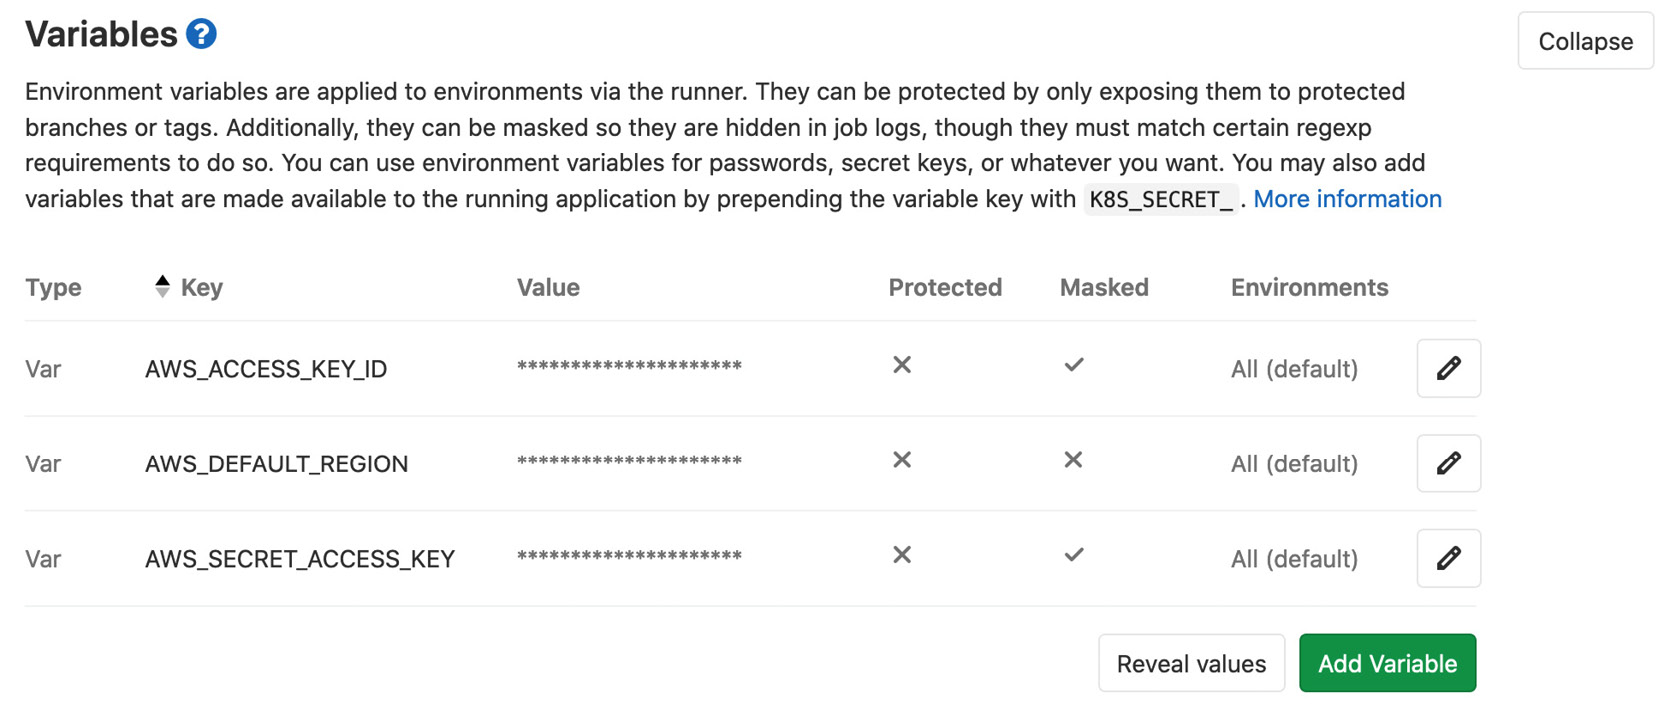 Variables ?
Collapse
Environment variables are applied to environments via the runner. They can be protected by only exposing them to protected
branches or tags. Additionally, they can be masked so they are hidden in job logs, though they must match certain regexp
requirements to do so. You can use environment variables for passwords, secret keys, or whatever you want. You may also add
variables that are made available to the running application by prepending the variable key with K8S_SECRET_. More information
Type Key Value Protected Masked Environments
Var AWS_ACCESS_KEY_ID ********************* All (default)
Var AWS_DEFAULT_REGION ********************* All (default)
Var AWS_SECRET_ACCESS_KEY ********************* All (default)
Reveal values Add Variable